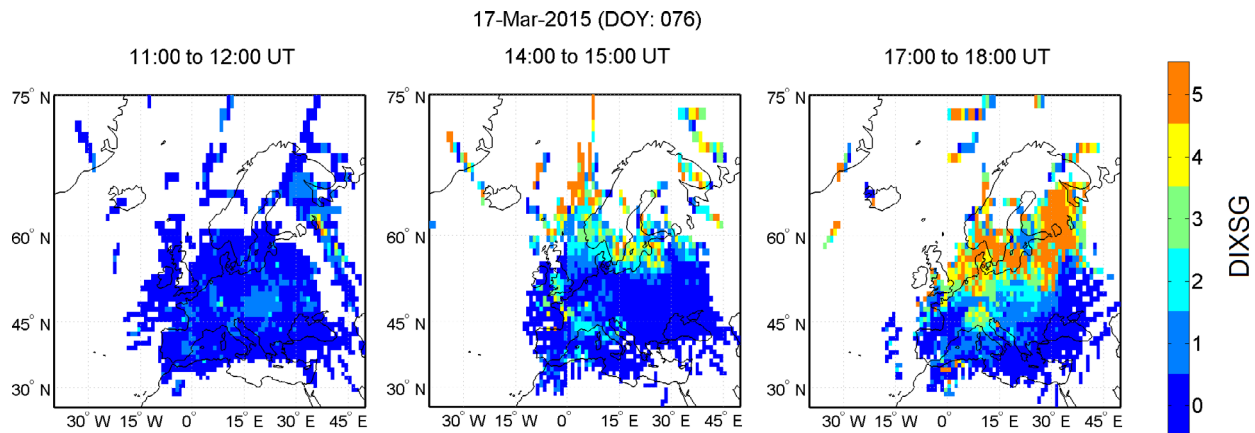 17-Mar-2015 (DOY: 076)
11:00 to 12:00 UT
14:00 to 15:00 UT
17:00 to 18:00 UT
75° N
60° N
45° N
30° N
30° W
15° W
0°
15° E
30° E
45° E
75° N
60° N
45° N
30° N
30° W
15° W
0°
15° E
30° E
45° E
75° N
60° N
45° N
30° N
30° W
15° W
0°
15° E
30° E
45° E
5
4
3
2
1
0
DIXSG